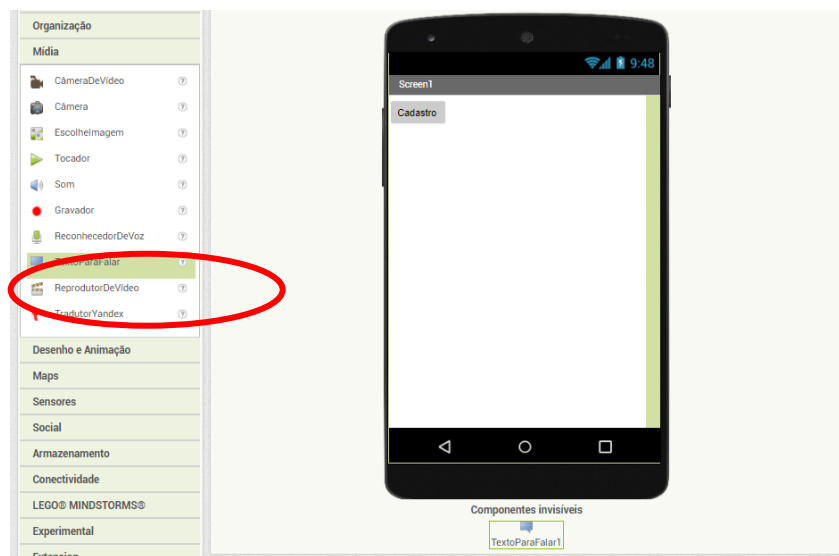 Organização
Mídia
CâmeraDeVídeo
Câmera
EscolheImagem
Tocador
Som
Gravador
ReconhecedorDeVoz
TextoParaFalar
ReprodutorDeVídeo
TradutorYandex
Desenho e Animação
Maps
Sensores
Social
Armazenamento
Conectividade
LEGO® MINDSTORMS®
Experimental
Extension
9:48
Screen1
Cadastro
Componentes invisíveis
TextoParaFalar1